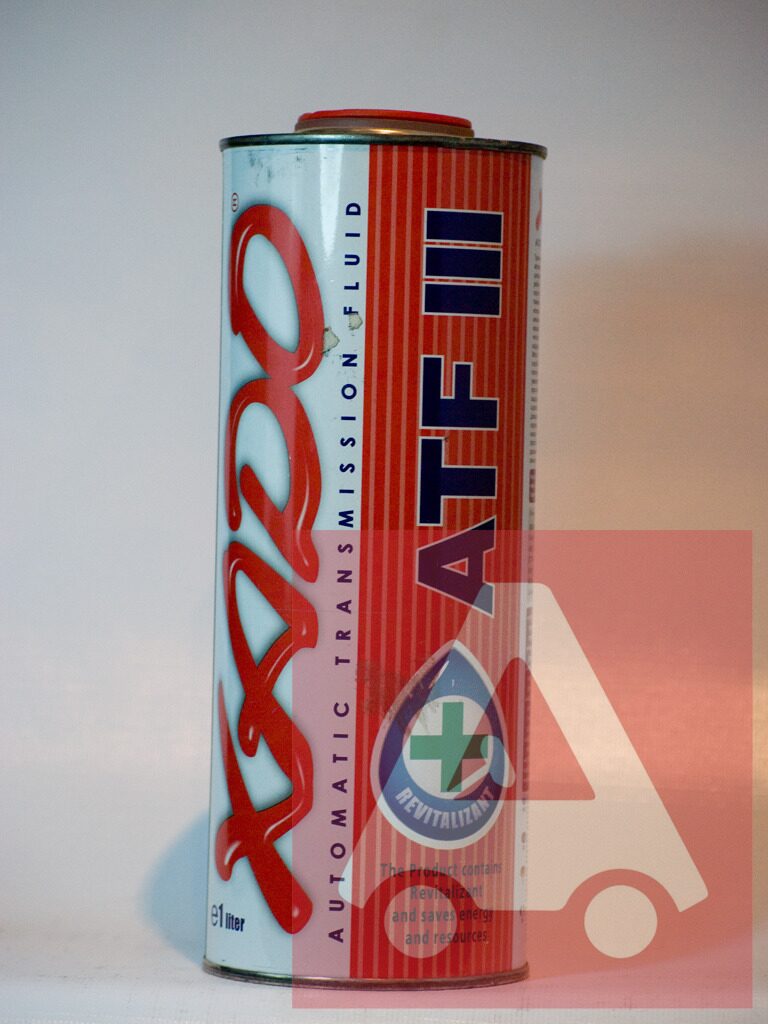 XADO®
AUTOMATIC TRANSMISSION FLUID
ATF III
REVITALIZANT
The Product contains
Revitalizant
and saves energy
and resources
e1 liter